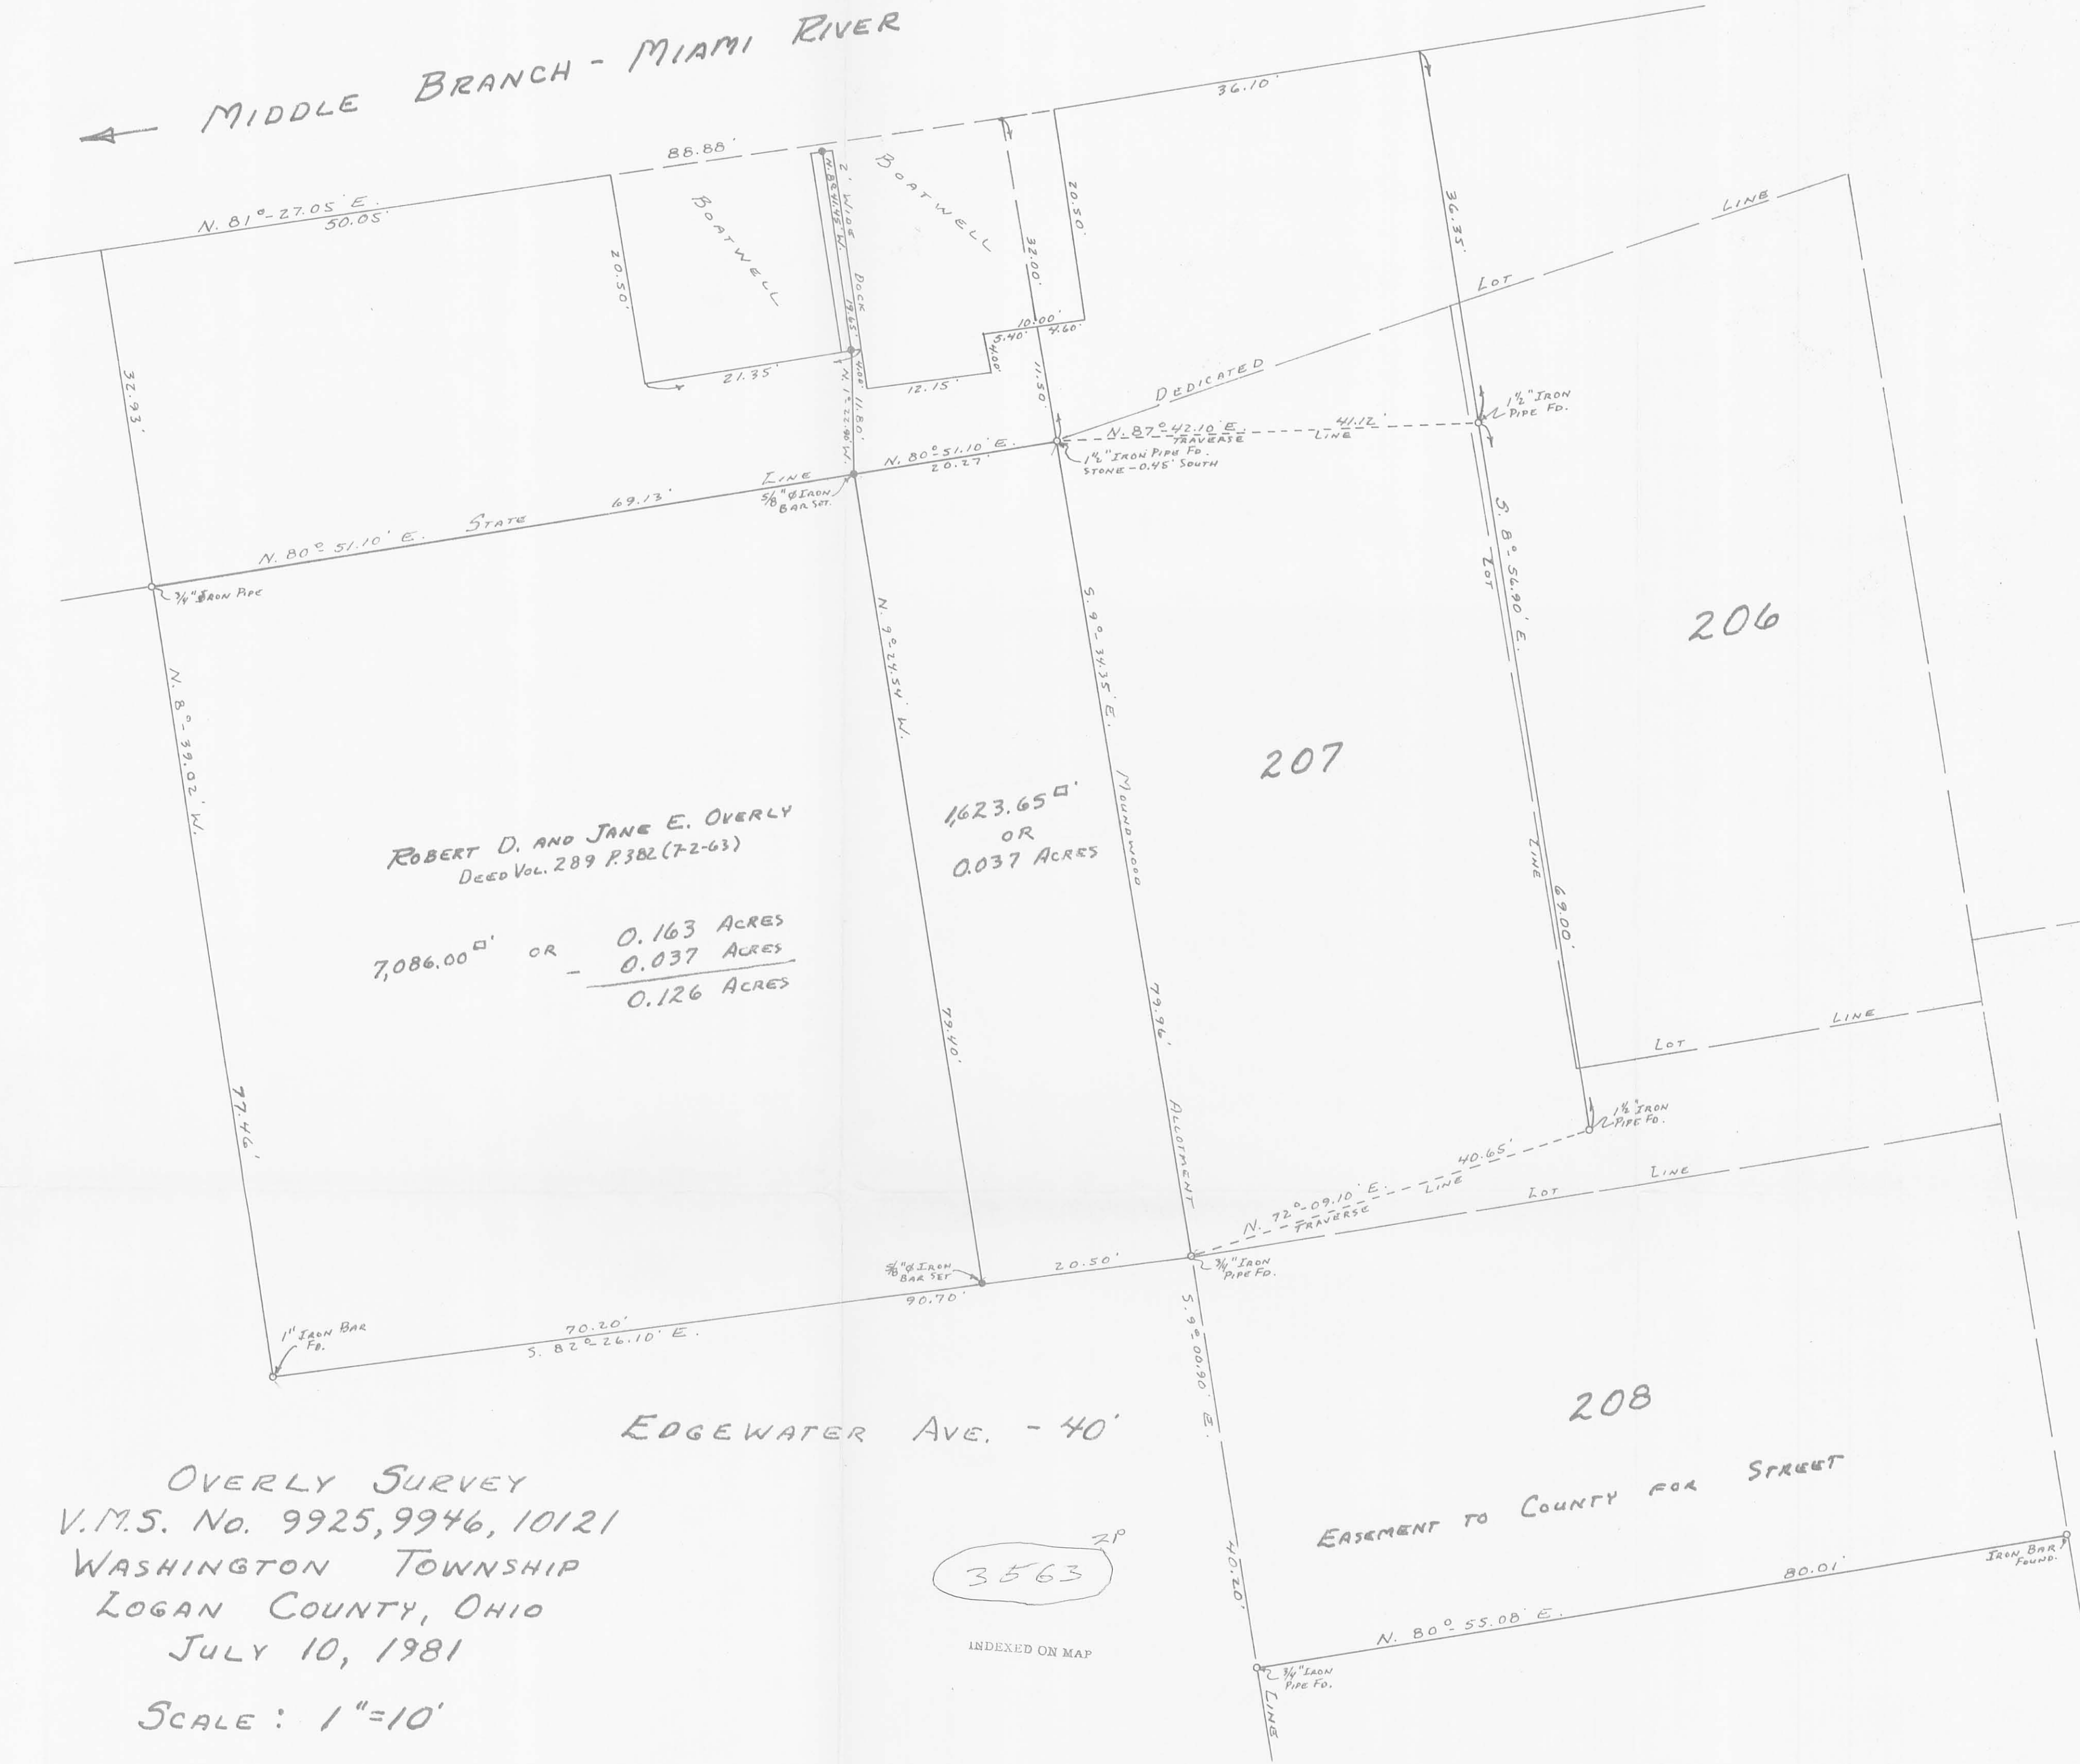 MIDDLE BRANCH - MIAMI RIVER
36.10'
88.88'
N. 81°-27.05' E.
50.05'
20.50'
BOATWELL
2' WIDE DOCK
19.65'
BOATWELL
32.00'
20.50'
36.35'
LOT LINE
32.93'
21.35'
4.00'
11.80'
N. 1°-22.90' W.
12.15'
4.00'
10.00'
5.40'
4.60'
11.50'
DEDICATED
1½" IRON
PIPE FD.
N. 87°-42.10' E.
41.12'
TRAVERSE LINE
1½" IRON PIPE FD.
STONE - 0.45' SOUTH
N. 80°-51.10' E.
20.27'
5/8" Ø IRON
BAR SET.
N. 80°-51.10' E.
STATE LINE
69.13'
3/4" IRON PIPE
N. 8°-39.02' W.
77.46'
N. 9°-24.54' W.
79.40'
S. 9°-34.35' E.
79.96'
MOUNDWOOD ALLOTMENT
S. 8°-56.90' E.
69.00'
LOT LINE
206
207
ROBERT D. AND JANE E. OVERLY
DEED VOL. 289 P. 382 (7-2-63)
7,086.00 □' OR
0.163 ACRES
- 0.037 ACRES
0.126 ACRES
1,623.65 □'
OR
0.037 ACRES
LOT LINE
1½" IRON
PIPE FD.
40.65'
N. 72°-09.10' E.
TRAVERSE LINE
LOT LINE
3/4" IRON
PIPE FD.
20.50'
5/8" Ø IRON
BAR SET
90.70'
70.20'
S. 82°-26.10' E.
1" IRON BAR
FD.
S. 9°-00.90' E.
40.20'
LINE
EDGEWATER AVE. - 40'
208
EASEMENT TO COUNTY FOR STREET
IRON BAR
FOUND.
80.01'
N. 80°-55.08' E.
3/4" IRON
PIPE FD.
OVERLY SURVEY
V.M.S. No. 9925, 9946, 10121
WASHINGTON TOWNSHIP
LOGAN COUNTY, OHIO
JULY 10, 1981
SCALE : 1"=10'
2P
3563
INDEXED ON MAP